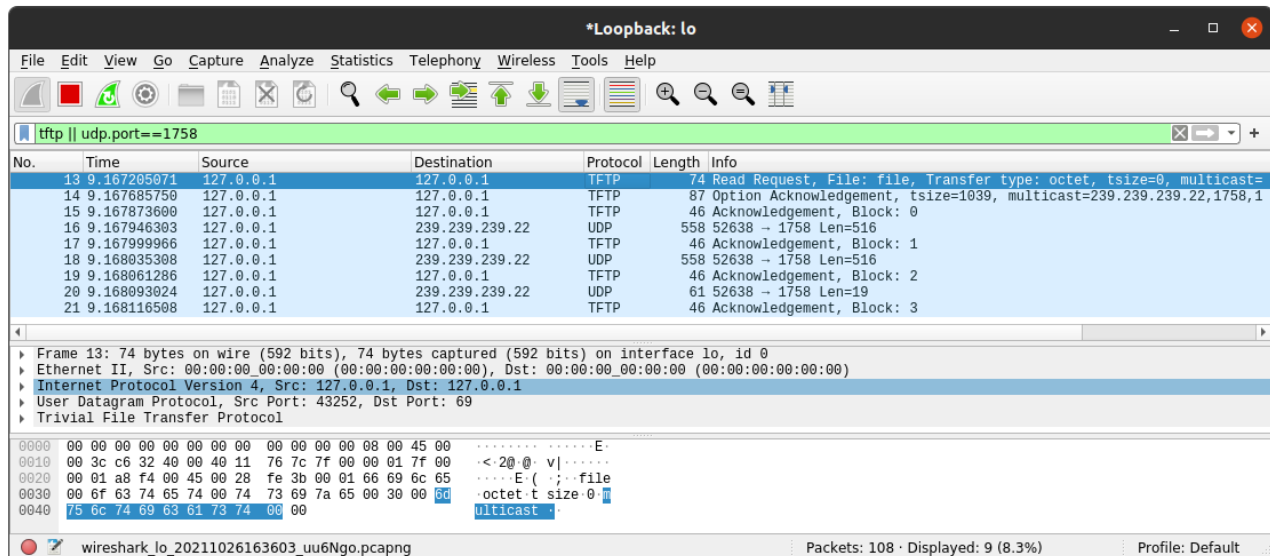 *Loopback: lo
File Edit View Go Capture Analyze Statistics Telephony Wireless Tools Help
tftp || udp.port==1758
No. Time Source Destination Protocol Length Info
13 9.167205071 127.0.0.1 127.0.0.1 TFTP 74 Read Request, File: file, Transfer type: octet, tsize=0, multicast=
14 9.167685750 127.0.0.1 127.0.0.1 TFTP 87 Option Acknowledgement, tsize=1039, multicast=239.239.239.22,1758,1
15 9.167873600 127.0.0.1 127.0.0.1 TFTP 46 Acknowledgement, Block: 0
16 9.167946303 127.0.0.1 239.239.239.22 UDP 558 52638 → 1758 Len=516
17 9.167999966 127.0.0.1 127.0.0.1 TFTP 46 Acknowledgement, Block: 1
18 9.168035308 127.0.0.1 239.239.239.22 UDP 558 52638 → 1758 Len=516
19 9.168061286 127.0.0.1 127.0.0.1 TFTP 46 Acknowledgement, Block: 2
20 9.168093024 127.0.0.1 239.239.239.22 UDP 61 52638 → 1758 Len=19
21 9.168116508 127.0.0.1 127.0.0.1 TFTP 46 Acknowledgement, Block: 3
Frame 13: 74 bytes on wire (592 bits), 74 bytes captured (592 bits) on interface lo, id 0
Ethernet II, Src: 00:00:00_00:00:00 (00:00:00:00:00:00), Dst: 00:00:00_00:00:00 (00:00:00:00:00:00)
Internet Protocol Version 4, Src: 127.0.0.1, Dst: 127.0.0.1
User Datagram Protocol, Src Port: 43252, Dst Port: 69
Trivial File Transfer Protocol
0000 00 00 00 00 00 00 00 00 00 00 00 00 08 00 45 00 ········ ······E·
0010 00 3c c6 32 40 00 40 11 76 7c 7f 00 00 01 7f 00 ·<·2@·@· v|······
0020 00 01 a8 f4 00 45 00 28 fe 3b 00 01 66 69 6c 65 ·····E·( ·;··file
0030 00 6f 63 74 65 74 00 74 73 69 7a 65 00 30 00 6d ·octet·t size·0·m
0040 75 6c 74 69 63 61 73 74 00 00 ulticast ··
wireshark_lo_20211026163603_uu6Ngo.pcapng Packets: 108 · Displayed: 9 (8.3%) Profile: Default